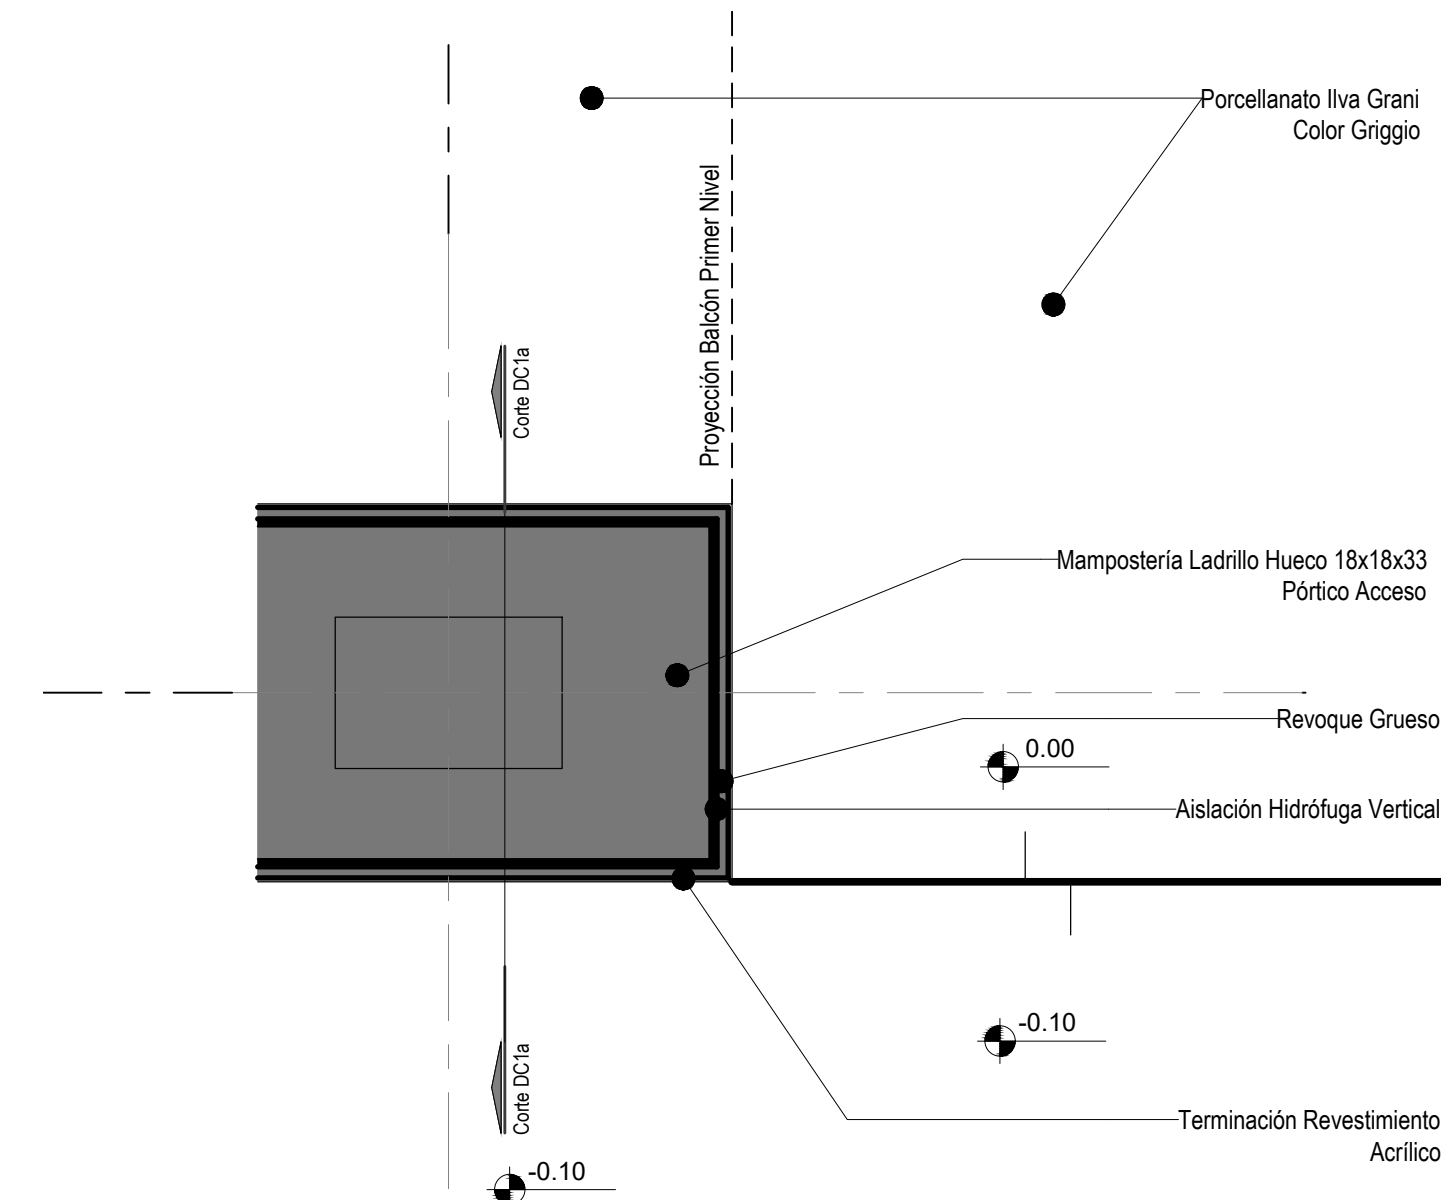 Porcellanato Ilva Grani
Color Griggio
Proyección Balcón Primer Nivel
Corte DC1a
Mampostería Ladrillo Hueco 18x18x33
Pórtico Acceso
Revoque Grueso
0.00
Aislación Hidrófuga Vertical
-0.10
Corte DC1a
Terminación Revestimiento
Acrílico
-0.10